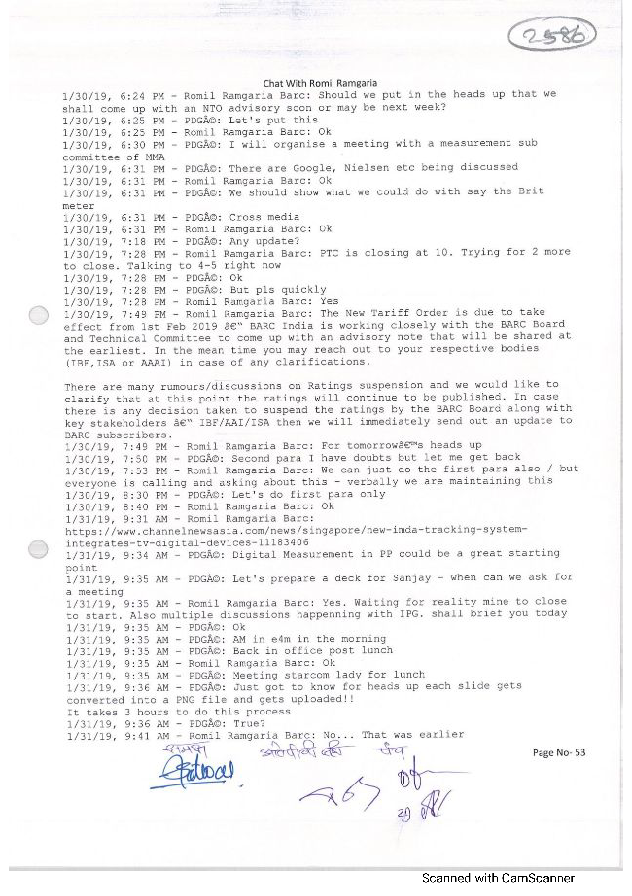 2586
Chat With Romi Ramgaria
1/30/19, 6:24 PM - Romil Ramgaria Barc: Should we put in the heads up that we
shall come up with an NTO advisory soon or may be next week?
1/30/19, 6:25 PM - PDGÃ©: Let's put this
1/30/19, 6:25 PM - Romil Ramgaria Barc: Ok
1/30/19, 6:30 PM - PDGÃ©: I will organise a meeting with a measurement sub
committee of MMA
1/30/19, 6:31 PM - PDGÃ©: There are Google, Nielsen etc being discussed
1/30/19, 6:31 PM - Romil Ramgaria Barc: Ok
1/30/19, 6:31 PM - PDGÃ©: We should show what we could do with say the Brit
meter
1/30/19, 6:31 PM - PDGÃ©: Cross media
1/30/19, 6:31 PM - Romil Ramgaria Barc: Ok
1/30/19, 7:18 PM - PDGÃ©: Any update?
1/30/19, 7:28 PM - Romil Ramgaria Barc: PTC is closing at 10. Trying for 2 more
to close. Talking to 4-5 right now
1/30/19, 7:28 PM - PDGÃ©: Ok
1/30/19, 7:28 PM - PDGÃ©: But pls quickly
1/30/19, 7:28 PM - Romil Ramgaria Barc: Yes
1/30/19, 7:49 PM - Romil Ramgaria Barc: The New Tariff Order is due to take
effect from 1st Feb 2019 â€“ BARC India is working closely with the BARC Board
and Technical Committee to come up with an advisory note that will be shared at
the earliest. In the mean time you may reach out to your respective bodies
(IBF,ISA or AAAI) in case of any clarifications.
There are many rumours/discussions on Ratings suspension and we would like to
clarify that at this point the ratings will continue to be published. In case
there is any decision taken to suspend the ratings by the BARC Board along with
key stakeholders â€“ IBF/AAI/ISA then we will immediately send out an update to
BARC subscribers.
1/30/19, 7:49 PM - Romil Ramgaria Barc: For tomorrowâ€™s heads up
1/30/19, 7:50 PM - PDGÃ©: Second para I have doubts but let me get back
1/30/19, 7:53 PM - Romil Ramgaria Barc: We can just do the first para also / but
everyone is calling and asking about this - verbally we are maintaining this
1/30/19, 8:30 PM - PDGÃ©: Let's do first para only
1/30/19, 8:40 PM - Romil Ramgaria Barc: Ok
1/31/19, 9:31 AM - Romil Ramgaria Barc:
https://www.channelnewsasia.com/news/singapore/new-imda-tracking-system-
integrates-tv-digital-devices-11183406
1/31/19, 9:34 AM - PDGÃ©: Digital Measurement in PP could be a great starting
point
1/31/19, 9:35 AM - PDGÃ©: Let's prepare a deck for Sanjay - when can we ask for
a meeting
1/31/19, 9:35 AM - Romil Ramgaria Barc: Yes. Waiting for reality mine to close
to start. Also multiple discussions happenning with IPG. shall brief you today
1/31/19, 9:35 AM - PDGÃ©: Ok
1/31/19, 9:35 AM - PDGÃ©: AM in e4m in the morning
1/31/19, 9:35 AM - PDGÃ©: Back in office post lunch
1/31/19, 9:35 AM - Romil Ramgaria Barc: Ok
1/31/19, 9:35 AM - PDGÃ©: Meeting starcom lady for lunch
1/31/19, 9:36 AM - PDGÃ©: Just got to know for heads up each slide gets
converted into a PNG file and gets uploaded!!
It takes 3 hours to do this process
1/31/19, 9:36 AM - PDGÃ©: True?
1/31/19, 9:41 AM - Romil Ramgaria Barc: No... That was earlier
समक्ष
पंच
Page No- 53
Scanned with CamScanner